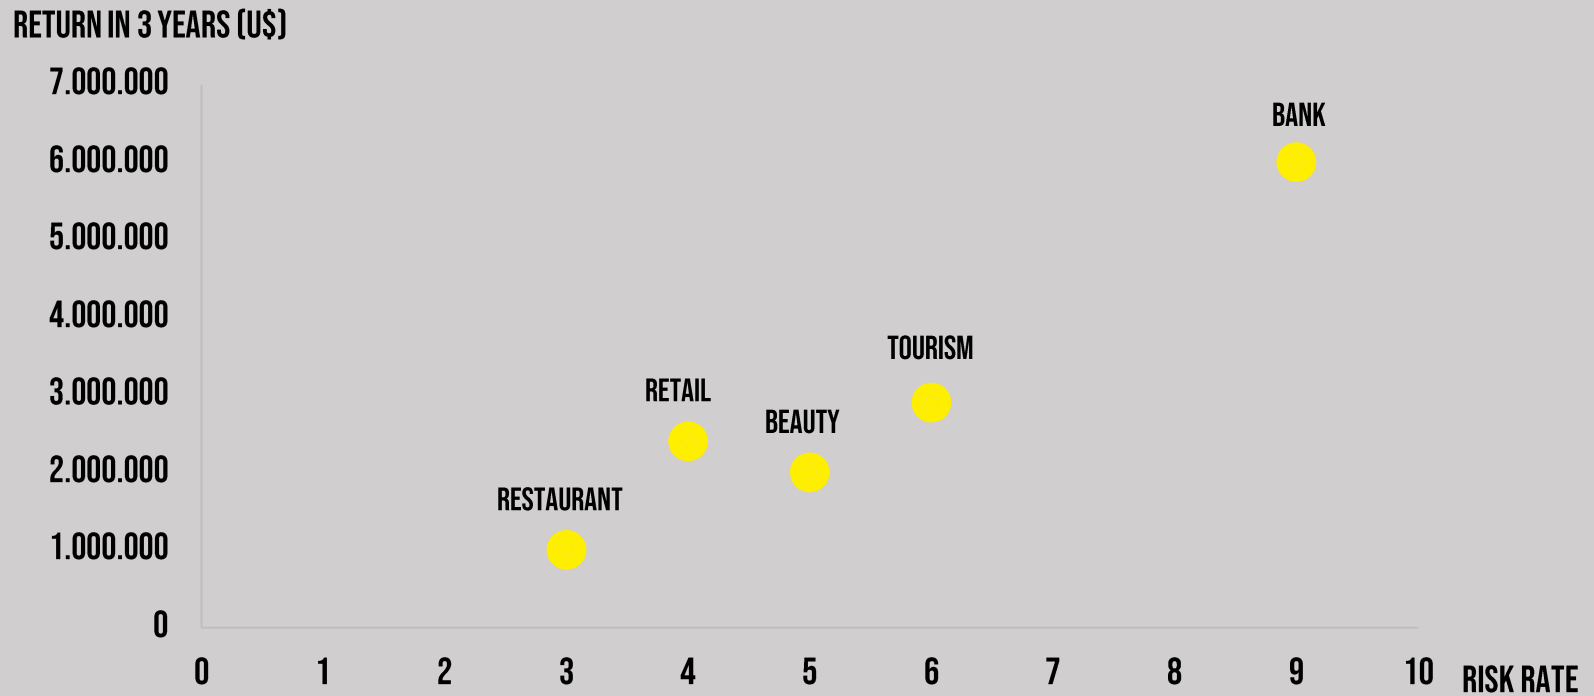 RETURN IN 3 YEARS (U$)
7.000.000
BANK
6.000.000
5.000.000
4.000.000
TOURISM
3.000.000
RETAIL
BEAUTY
2.000.000
RESTAURANT
1.000.000
0
0 1 2 3 4 5 6 7 8 9 10 RISK RATE